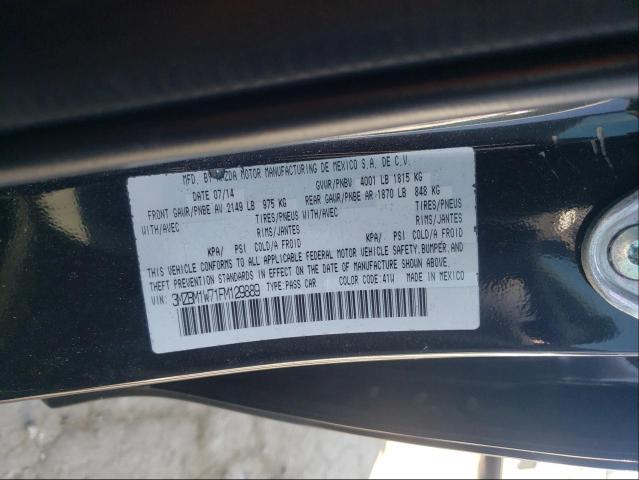 MFD. BY MAZDA MOTOR MANUFACTURING DE MEXICO S.A. DE C.V.
DATE 07/14 GVWR/PNBV 4001 LB 1815 KG
FRONT GAWR/PNBE AV 2149 LB 975 KG REAR GAWR/PNBE AR 1870 LB 848 KG
WITH/AVEC TIRES/PNEUS WITH/AVEC TIRES/PNEUS
RIMS/JANTES RIMS/JANTES
KPA/ PSI COLD/A FROID KPA/ PSI COLD/A FROID
THIS VEHICLE CONFORMS TO ALL APPLICABLE FEDERAL MOTOR VEHICLE SAFETY, BUMPER, AND
THEFT PREVENTION STANDARDS IN EFFECT ON THE DATE OF MANUFACTURE SHOWN ABOVE.
VIN: 3MZBM1W71FM129889 TYPE: PASS CAR COLOR CODE: 41W MADE IN MEXICO